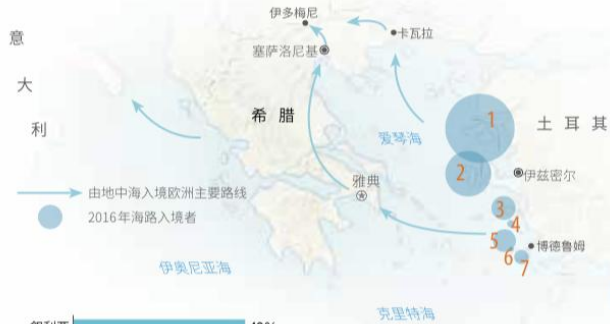 伊多梅尼
意
大
利
卡瓦拉
塞萨洛尼基
希腊
爱琴海
1
土耳其
2
伊兹密尔
雅典
由地中海入境欧洲主要路线
2016年海路入境者
3
4
5
6
7
博德鲁姆
伊奥尼亚海
克里特海